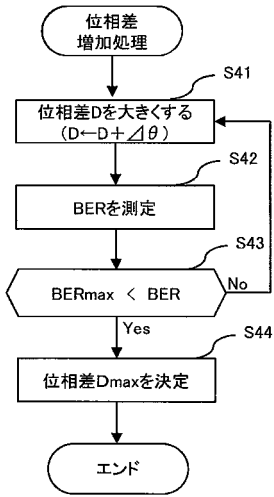 位相差
増加処理
S41
位相差Dを大きくする
(D←D+⊿θ)
S42
BERを測定
S43
BERmax < BER
No
Yes
S44
位相差Dmaxを決定
エンド